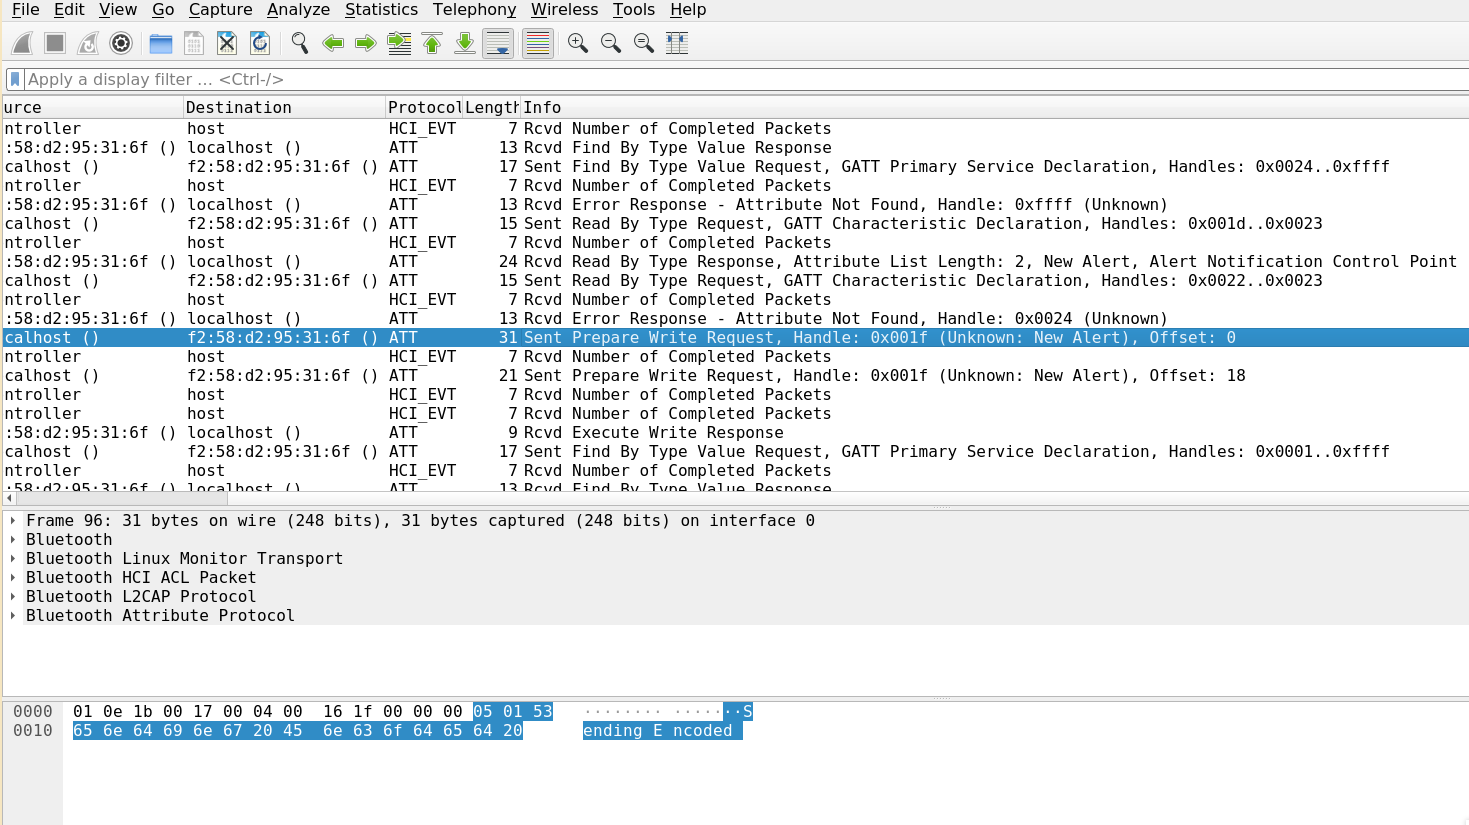 File Edit View Go Capture Analyze Statistics Telephony Wireless Tools Help
Apply a display filter ... <Ctrl-/>
urce Destination Protocol Length Info
ntroller host HCI_EVT 7 Rcvd Number of Completed Packets
:58:d2:95:31:6f () localhost () ATT 13 Rcvd Find By Type Value Response
calhost () f2:58:d2:95:31:6f () ATT 17 Sent Find By Type Value Request, GATT Primary Service Declaration, Handles: 0x0024..0xffff
ntroller host HCI_EVT 7 Rcvd Number of Completed Packets
:58:d2:95:31:6f () localhost () ATT 13 Rcvd Error Response - Attribute Not Found, Handle: 0xffff (Unknown)
calhost () f2:58:d2:95:31:6f () ATT 15 Sent Read By Type Request, GATT Characteristic Declaration, Handles: 0x001d..0x0023
ntroller host HCI_EVT 7 Rcvd Number of Completed Packets
:58:d2:95:31:6f () localhost () ATT 24 Rcvd Read By Type Response, Attribute List Length: 2, New Alert, Alert Notification Control Point
calhost () f2:58:d2:95:31:6f () ATT 15 Sent Read By Type Request, GATT Characteristic Declaration, Handles: 0x0022..0x0023
ntroller host HCI_EVT 7 Rcvd Number of Completed Packets
:58:d2:95:31:6f () localhost () ATT 13 Rcvd Error Response - Attribute Not Found, Handle: 0x0024 (Unknown)
calhost () f2:58:d2:95:31:6f () ATT 31 Sent Prepare Write Request, Handle: 0x001f (Unknown: New Alert), Offset: 0
ntroller host HCI_EVT 7 Rcvd Number of Completed Packets
calhost () f2:58:d2:95:31:6f () ATT 21 Sent Prepare Write Request, Handle: 0x001f (Unknown: New Alert), Offset: 18
ntroller host HCI_EVT 7 Rcvd Number of Completed Packets
ntroller host HCI_EVT 7 Rcvd Number of Completed Packets
:58:d2:95:31:6f () localhost () ATT 9 Rcvd Execute Write Response
calhost () f2:58:d2:95:31:6f () ATT 17 Sent Find By Type Value Request, GATT Primary Service Declaration, Handles: 0x0001..0xffff
ntroller host HCI_EVT 7 Rcvd Number of Completed Packets
:58:d2:95:31:6f () localhost () ATT 13 Rcvd Find By Type Value Response
Frame 96: 31 bytes on wire (248 bits), 31 bytes captured (248 bits) on interface 0
Bluetooth
Bluetooth Linux Monitor Transport
Bluetooth HCI ACL Packet
Bluetooth L2CAP Protocol
Bluetooth Attribute Protocol
0000 01 0e 1b 00 17 00 04 00 16 1f 00 00 00 05 01 53 ········ ·······S
0010 65 6e 64 69 6e 67 20 45 6e 63 6f 64 65 64 20 ending E ncoded